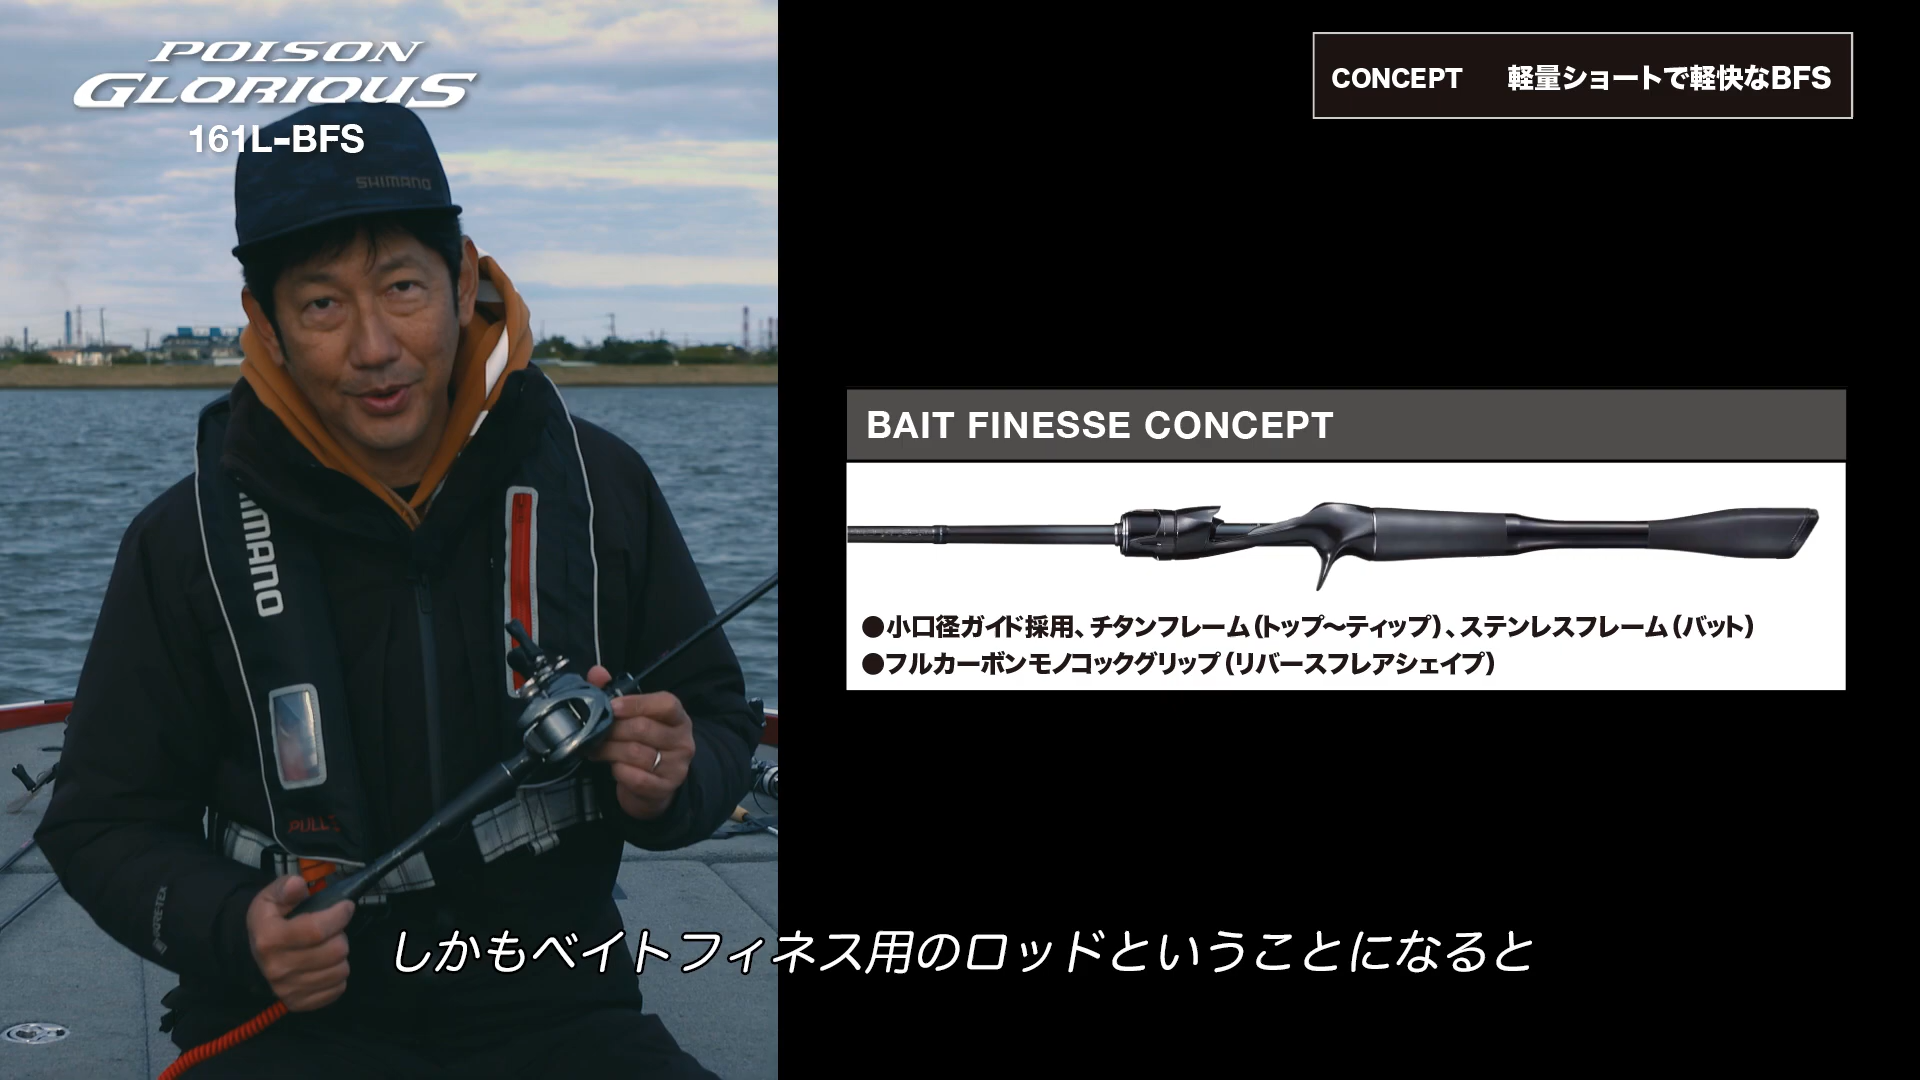 POISON
GLORIOUS
161L-BFS
CONCEPT 軽量ショートで軽快なBFS
SHIMANO
BAIT FINESSE CONCEPT
●小口径ガイド採用、チタンフレーム（トップ〜ティップ）、ステンレスフレーム（バット）
●フルカーボンモノコックグリップ（リバースフレアシェイプ）
IMANO
PULL
GORE-TEX
しかもベイトフィネス用のロッドということになると